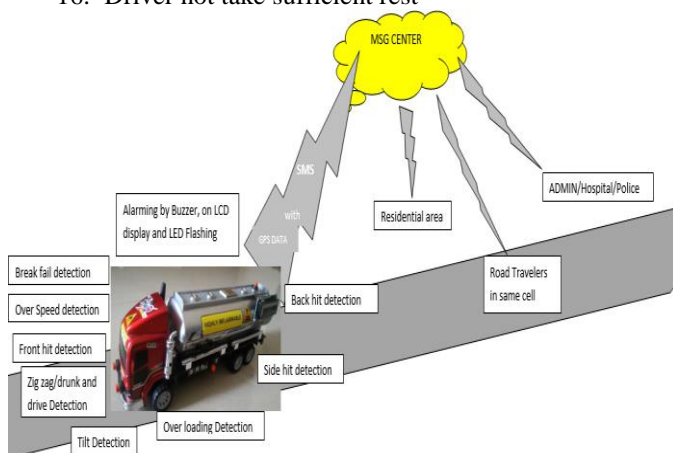 Driver not take sufficient rest
MSG CENTER
SMS
with
GPS DATA
ADMIN/Hospital/Police
Residential area
Road Travelers
in same cell
Alarming by Buzzer, on LCD
display and LED Flashing
Break fail detection
Over Speed detection
Front hit detection
Zig zag/drunk and
drive Detection
Tilt Detection
Over loading Detection
Side hit detection
Back hit detection
HIGHLY INFLAMMABLE